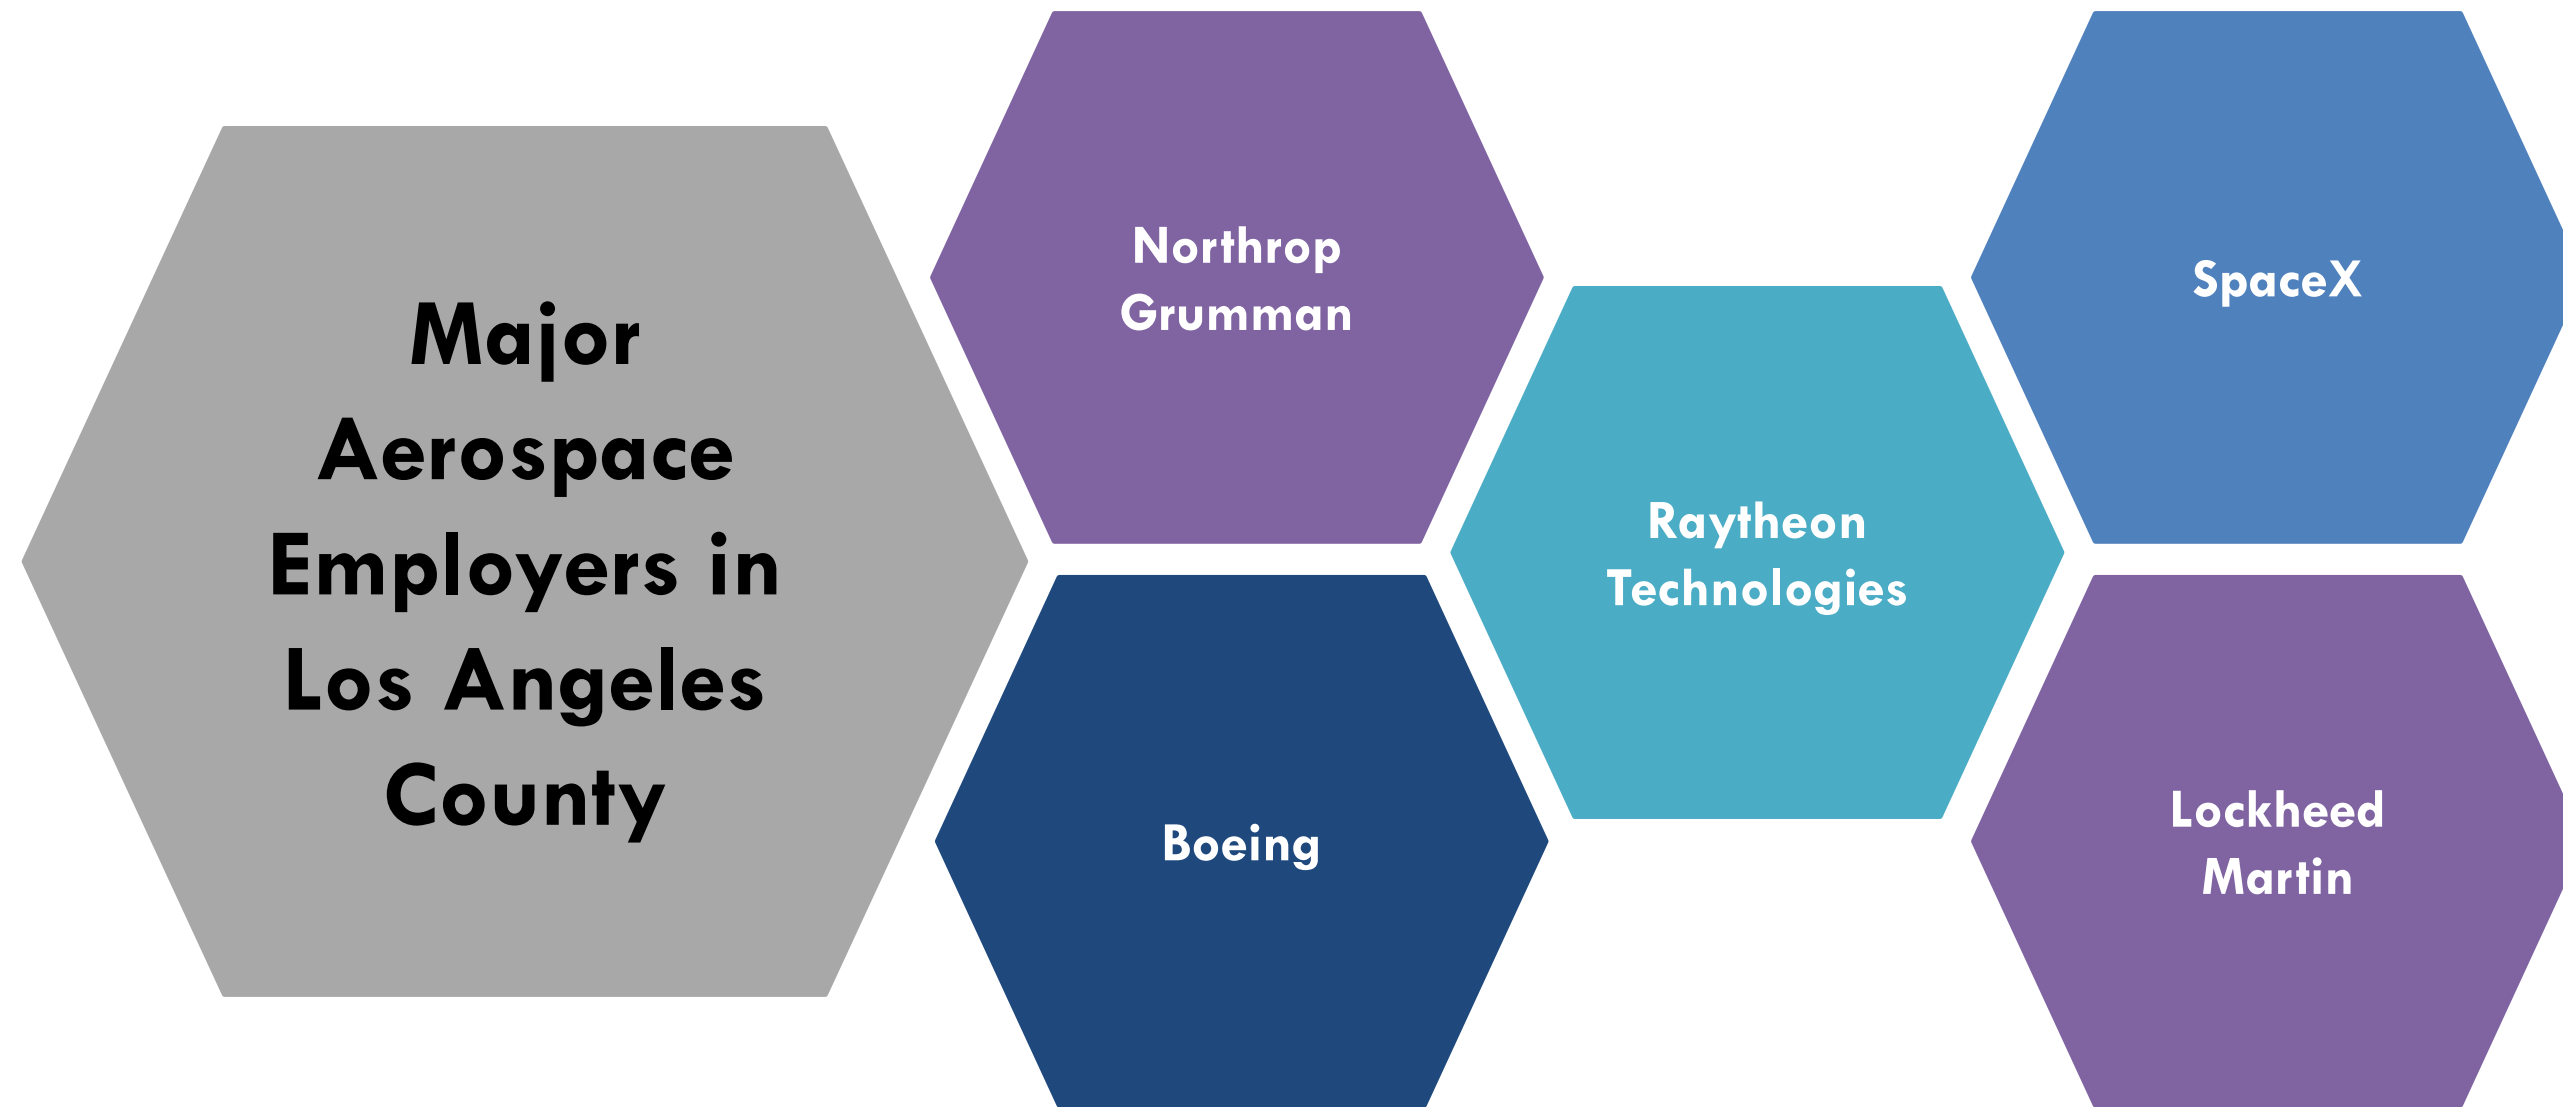 Major
Aerospace
Employers in
Los Angeles
County
Northrop
Grumman
Boeing
Raytheon
Technologies
SpaceX
Lockheed
Martin